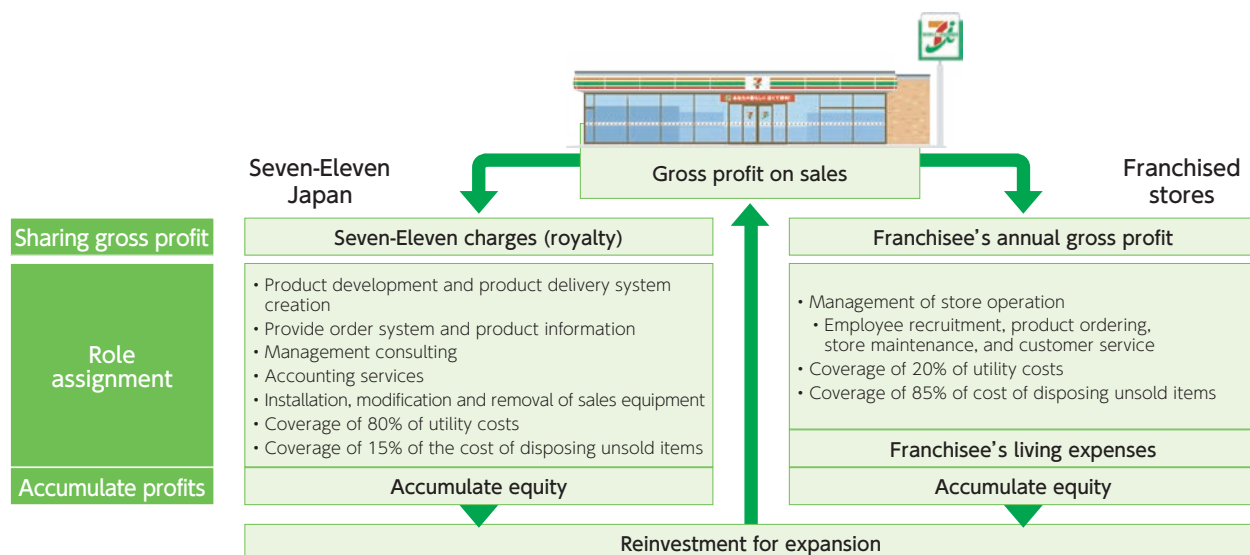 7
Gross profit on sales
Seven-Eleven
Japan
Franchised
stores
Sharing gross profit
Seven-Eleven charges (royalty)
Franchisee's annual gross profit
Role
assignment
• Product development and product delivery system
creation
• Provide order system and product information
• Management consulting
• Accounting services
• Installation, modification and removal of sales equipment
• Coverage of 80% of utility costs
• Coverage of 15% of the cost of disposing unsold items
• Management of store operation
• Employee recruitment, product ordering,
store maintenance, and customer service
• Coverage of 20% of utility costs
• Coverage of 85% of cost of disposing unsold items
Franchisee's living expenses
Accumulate profits
Accumulate equity
Accumulate equity
Reinvestment for expansion